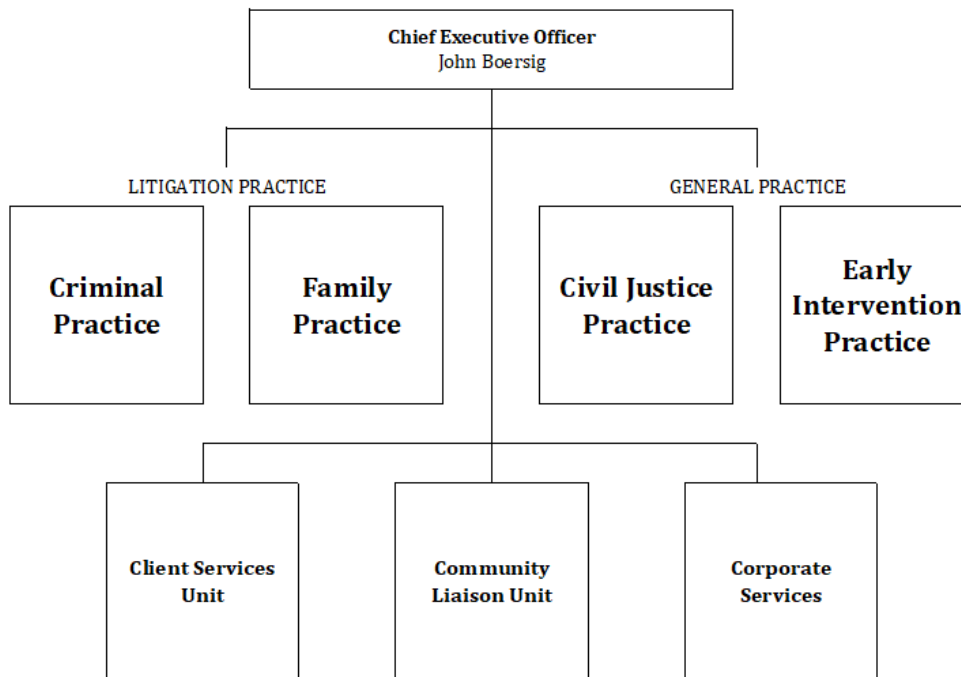 Chief Executive Officer
John Boersig
LITIGATION PRACTICE
GENERAL PRACTICE
Criminal
Practice
Family
Practice
Civil Justice
Practice
Early
Intervention
Practice
Client Services
Unit
Community
Liaison Unit
Corporate
Services